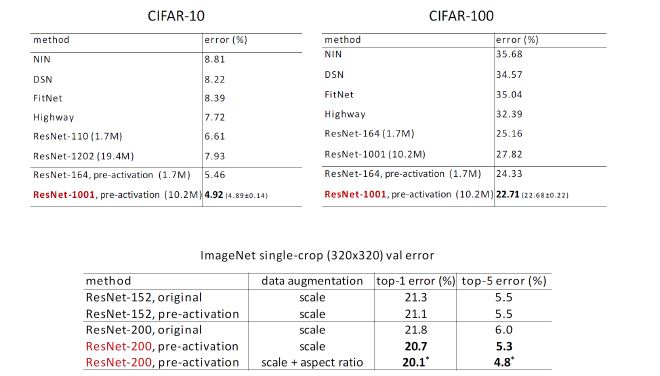 CIFAR-10
method error (%)
NIN 8.81
DSN 8.22
FitNet 8.39
Highway 7.72
ResNet-110 (1.7M) 6.61
ResNet-1202 (19.4M) 7.93
ResNet-164, pre-activation (1.7M) 5.46
ResNet-1001, pre-activation (10.2M) 4.92 (4.89±0.14)
CIFAR-100
method error (%)
NIN 35.68
DSN 34.57
FitNet 35.04
Highway 32.39
ResNet-164 (1.7M) 25.16
ResNet-1001 (10.2M) 27.82
ResNet-164, pre-activation (1.7M) 24.33
ResNet-1001, pre-activation (10.2M) 22.71 (22.68±0.22)
ImageNet single-crop (320x320) val error
method data augmentation top-1 error (%) top-5 error (%)
ResNet-152, original scale 21.3 5.5
ResNet-152, pre-activation scale 21.1 5.5
ResNet-200, original scale 21.8 6.0
ResNet-200, pre-activation scale 20.7 5.3
ResNet-200, pre-activation scale + aspect ratio 20.1* 4.8*